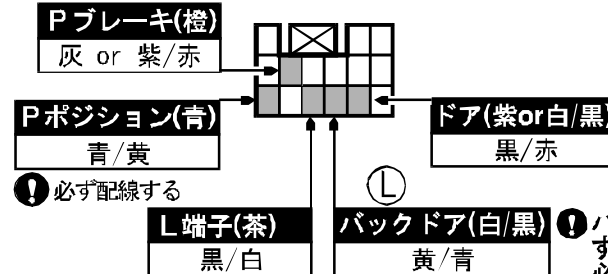 Pブレーキ(橙)
灰 or 紫/赤
Pポジション(青)
青/黄
必ず配線する
ドア(紫or白/黒)
黒/赤
L
L端子(茶)
黒/白
バックドア(白/黒)
黄/青